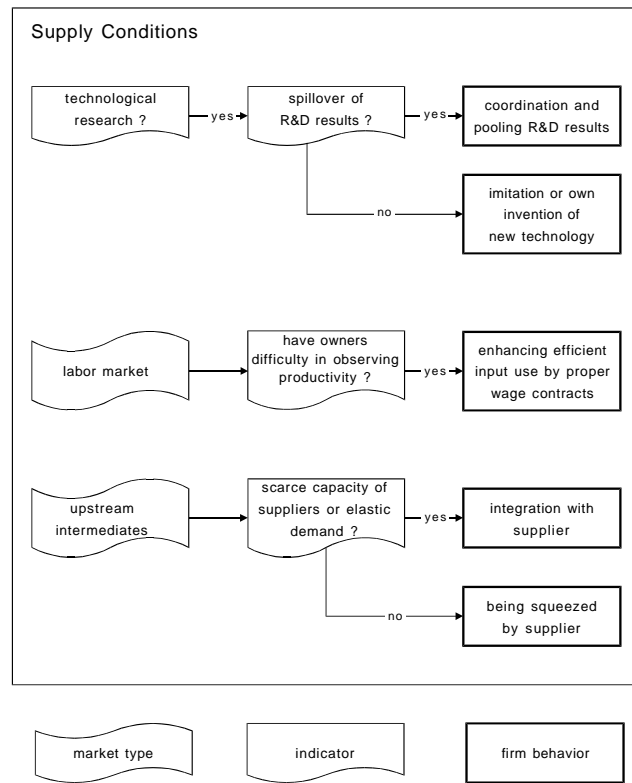 Supply Conditions
technological
research ?
yes
spillover of
R&D results ?
yes
coordination and
pooling R&D results
no
imitation or own
invention of
new technology
labor market
have owners
difficulty in observing
productivity ?
yes
enhancing efficient
input use by proper
wage contracts
upstream
intermediates
scarce capacity of
suppliers or elastic
demand ?
yes
integration with
supplier
no
being squeezed
by supplier
market type
indicator
firm behavior